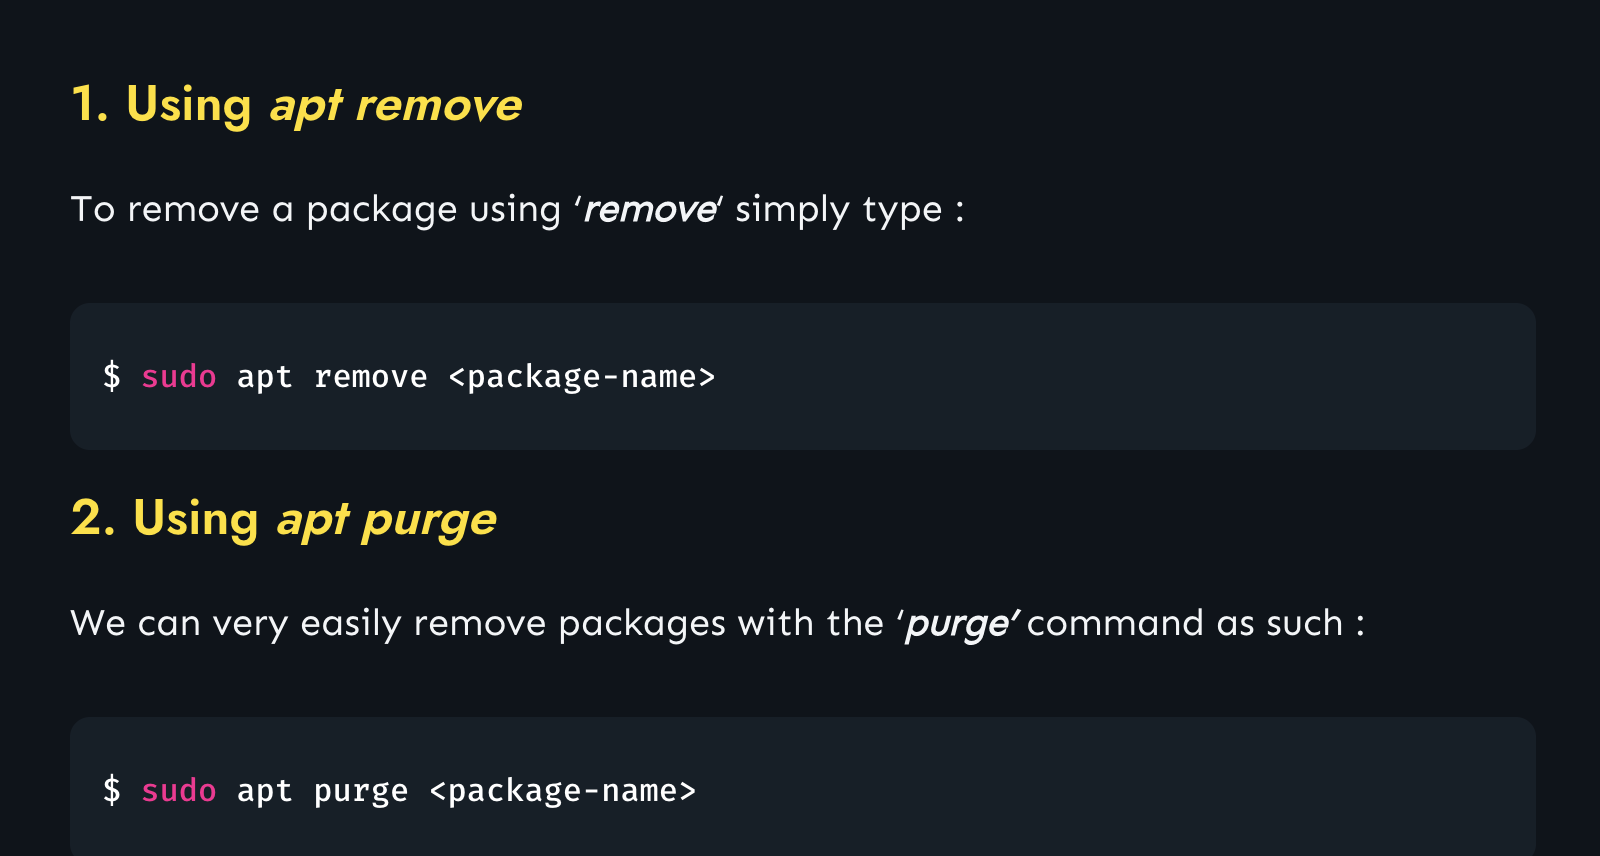 1. Using apt remove
To remove a package using ‘remove‘ simply type :
$ sudo apt remove <package-name>
2. Using apt purge
We can very easily remove packages with the ‘purge’ command as such :
$ sudo apt purge <package-name>